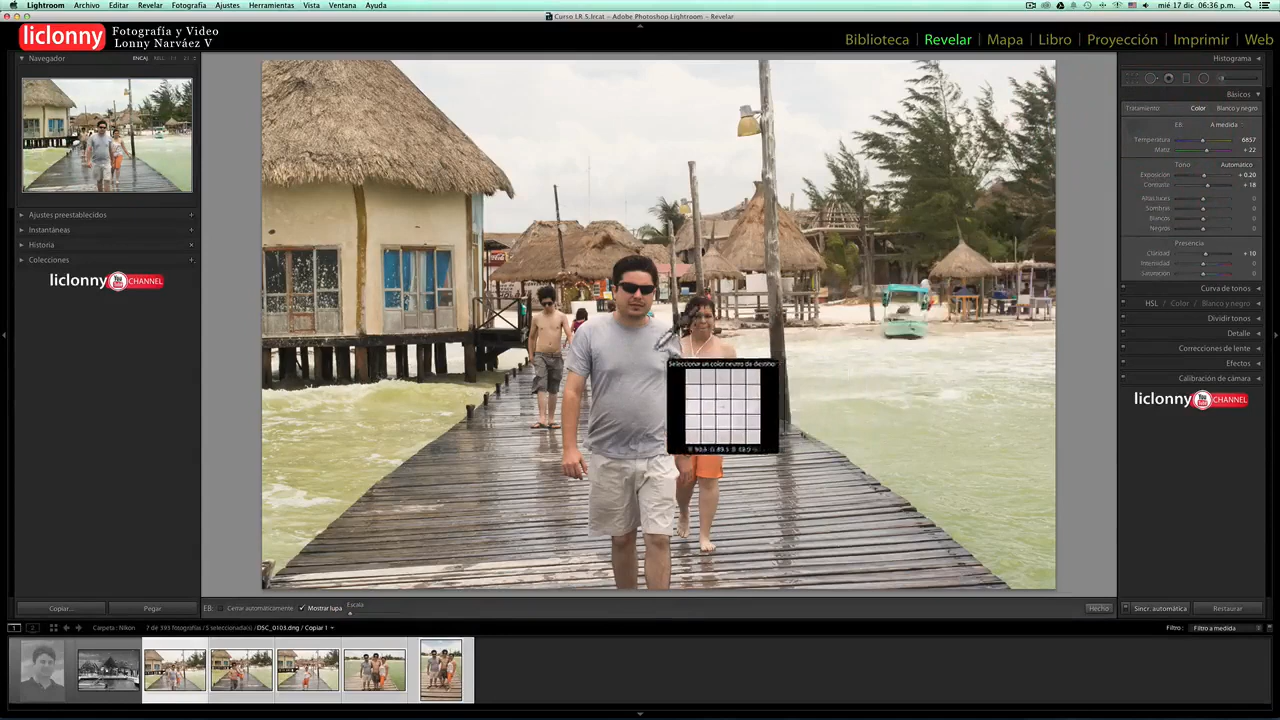 Lightroom Archivo Editar Revelar Fotografía Ajustes Herramientas Vista Ventana Ayuda
mié 17 dic 06:36 p.m.
Curso LR 5.lrcat - Adobe Photoshop Lightroom - Revelar
liclonny Fotografía y Video
Lonny Narváez V
Biblioteca Revelar Mapa Libro Proyección Imprimir Web
Navegador ENCAJ
Ajustes preestablecidos
Instantáneas
Historia
Colecciones
liclonny CHANNEL
Histograma
Básicos
Tratamiento: Color Blanco y negro
EB: A medida
Temperatura 6857
Matiz + 22
Tono Automático
Exposición + 0.20
Contraste + 18
Altas luces 0
Sombras 0
Blancos 0
Negros 0
Presencia
Claridad + 10
Intensidad 0
Saturación 0
Curva de tonos
HSL / Color / Blanco y negro
Dividir tonos
Detalle
Correcciones de lente
Efectos
Calibración de cámara
liclonny CHANNEL
Seleccionar un color neutro de destino:
Copiar... Pegar
EB: Cerrar automáticamente Mostrar lupa Escala
Hecho
Sincr. automática Restaurar
1 2 Carpeta : Nikon 7 de 393 fotografías / 5 seleccionada(s) / DSC_0103.dng / Copiar 1
Filtro : Filtro a medida